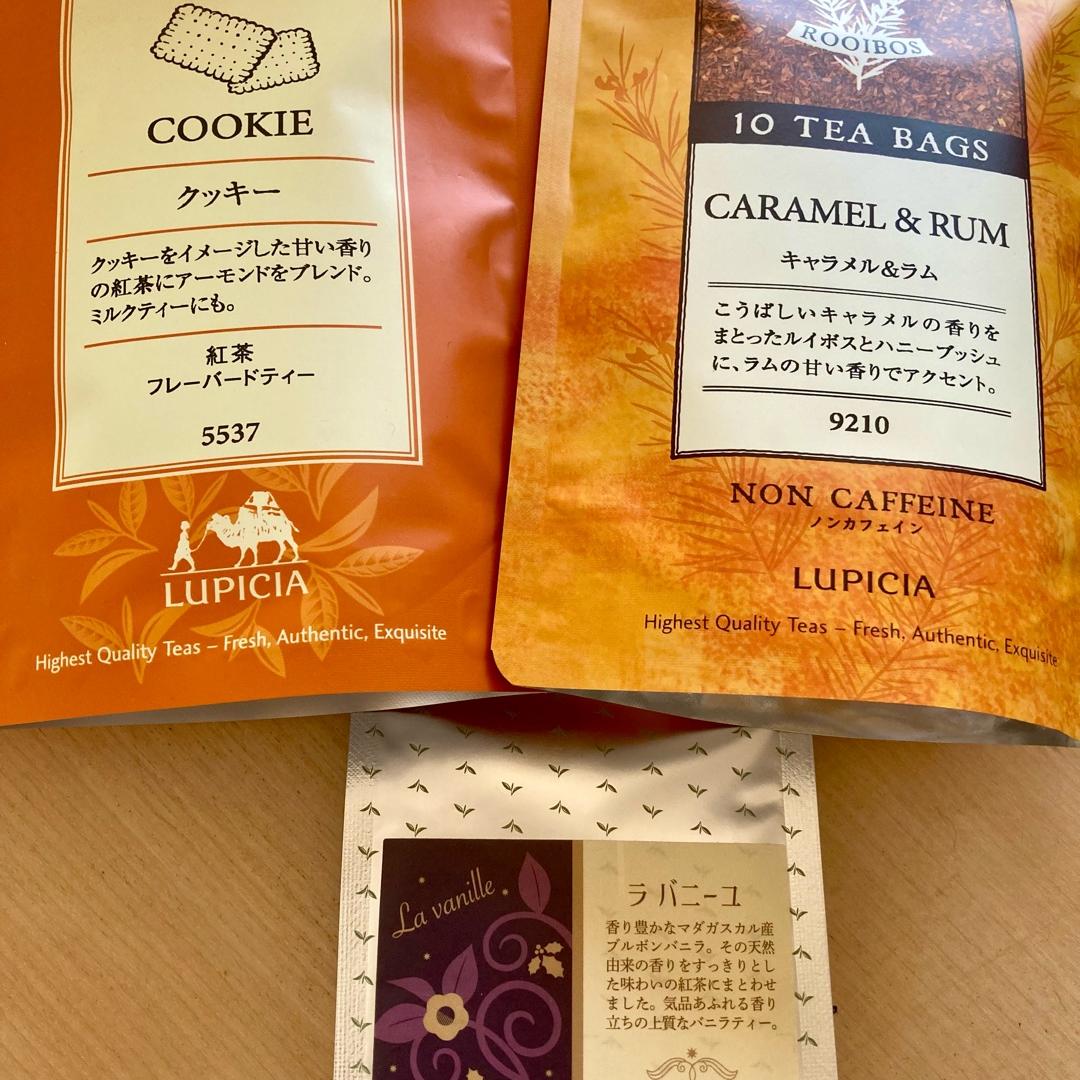 COOKIE
クッキー
クッキーをイメージした甘い香り
の紅茶にアーモンドをブレンド。
ミルクティーにも。
紅茶
フレーバードティー
5537
LUPICIA
Highest Quality Teas – Fresh, Authentic, Exquisite
ROOIBOS
10 TEA BAGS
CARAMEL & RUM
キャラメル&ラム
こうばしいキャラメルの香りを
まとったルイボスとハニーブッシュ
に、ラムの甘い香りでアクセント。
9210
NON CAFFEINE
ノンカフェイン
LUPICIA
Highest Quality Teas – Fresh, Authentic, Exquisite
La vanille
ラ バニーユ
香り豊かなマダガスカル産
ブルボンバニラ。その天然
由来の香りをすっきりとし
た味わいの紅茶にまとわせ
ました。気品あふれる香り
立ちの上質なバニラティー。